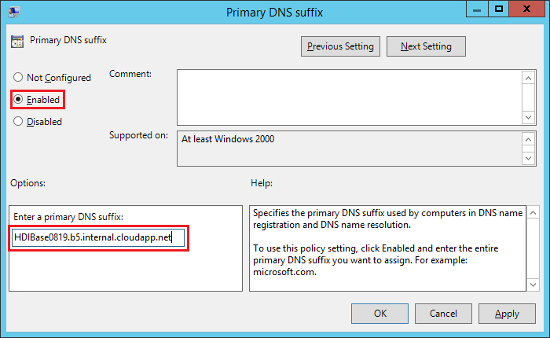 Primary DNS suffix
Primary DNS suffix
Previous Setting
Next Setting
Not Configured
Comment:
Enabled
Disabled
Supported on:
At least Windows 2000
Options:
Help:
Enter a primary DNS suffix:
HDIBase0819.b5.internal.cloudapp.net
Specifies the primary DNS suffix used by computers in DNS name
registration and DNS name resolution.
To use this policy setting, click Enabled and enter the entire
primary DNS suffix you want to assign. For example:
microsoft.com.
OK
Cancel
Apply